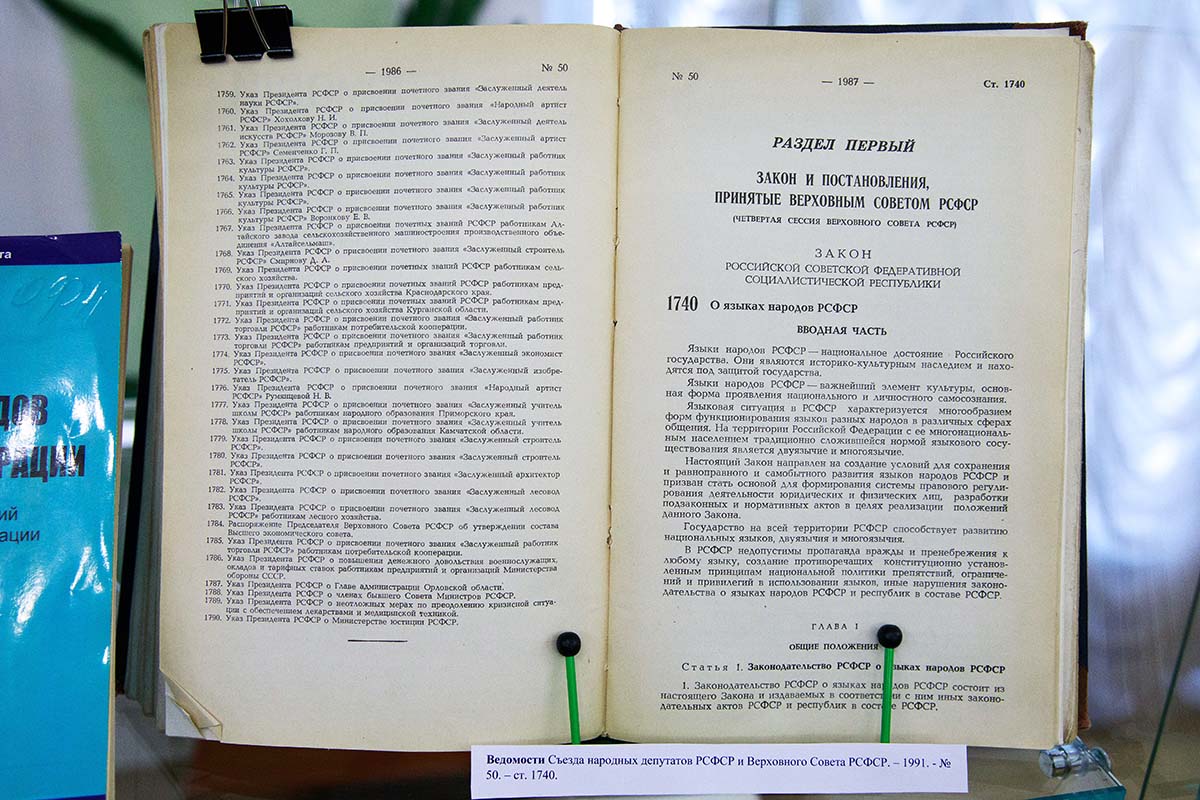 — 1986 —
№ 50
1759. Указ Президента РСФСР о присвоении почетного звания «Заслуженный деятель
науки РСФСР».
1760. Указ Президента РСФСР о присвоении почетного звания «Народный артист
РСФСР» Хохолкову Н. И.
1761. Указ Президента РСФСР о присвоении почетного звания «Заслуженный деятель
искусств РСФСР» Морозову В. П.
1762. Указ Президента РСФСР о присвоении почетного звания «Заслуженный артист
РСФСР» Семенченко Г. П.
1763. Указ Президента РСФСР о присвоении почетного звания «Заслуженный работник
культуры РСФСР».
1764. Указ Президента РСФСР о присвоении почетного звания «Заслуженный работник
культуры РСФСР».
1765. Указ Президента РСФСР о присвоении почетного звания «Заслуженный работник
культуры РСФСР».
1766. Указ Президента РСФСР о присвоении почетного звания «Заслуженный работник
культуры РСФСР» Воронкову Е. В.
1767. Указ Президента РСФСР о присвоении почетных званий РСФСР работникам Ал-
тайского завода сельскохозяйственного машиностроения производственного объе-
динения «Алтайсельмаш».
1768. Указ Президента РСФСР о присвоении почетного звания «Заслуженный строитель
РСФСР» Смирнову Д. А.
1769. Указ Президента РСФСР о присвоении почетных званий РСФСР работникам сель-
ского хозяйства.
1770. Указ Президента РСФСР о присвоении почетных званий РСФСР работникам пред-
приятий и организаций сельского хозяйства Краснодарского края.
1771. Указ Президента РСФСР о присвоении почетных званий РСФСР работникам пред-
приятий и организаций сельского хозяйства Курганской области.
1772. Указ Президента РСФСР о присвоении почетного звания «Заслуженный работник
торговли РСФСР» работникам потребительской кооперации.
1773. Указ Президента РСФСР о присвоении почетного звания «Заслуженный работник
торговли РСФСР» работникам предприятий и организаций торговли.
1774. Указ Президента РСФСР о присвоении почетного звания «Заслуженный экономист
РСФСР».
1775. Указ Президента РСФСР о присвоении почетного звания «Заслуженный изобре-
татель РСФСР».
1776. Указ Президента РСФСР о присвоении почетного звания «Народный артист
РСФСР» Румянцевой Н. В.
1777. Указ Президента РСФСР о присвоении почетного звания «Заслуженный учитель
школы РСФСР» работникам народного образования Приморского края.
1778. Указ Президента РСФСР о присвоении почетного звания «Заслуженный учитель
школы РСФСР» работникам народного образования Камчатской области.
1779. Указ Президента РСФСР о присвоении почетного звания «Заслуженный строитель
РСФСР».
1780. Указ Президента РСФСР о присвоении почетного звания «Заслуженный строитель
РСФСР».
1781. Указ Президента РСФСР о присвоении почетного звания «Заслуженный архитектор
РСФСР».
1782. Указ Президента РСФСР о присвоении почетного звания «Заслуженный лесовод
РСФСР».
1783. Указ Президента РСФСР о присвоении почетного звания «Заслуженный лесовод
РСФСР» работникам лесного хозяйства.
1784. Распоряжение Председателя Верховного Совета РСФСР об утверждении состава
Высшего экономического совета.
1785. Указ Президента РСФСР о присвоении почетного звания «Заслуженный работник
торговли РСФСР» работникам потребительской кооперации.
1786. Указ Президента РСФСР о повышении денежного довольствия военнослужащих,
окладов и тарифных ставок работникам предприятий и организаций Министерства
обороны СССР.
1787. Указ Президента РСФСР о Главе администрации Орловской области.
1788. Указ Президента РСФСР о членах бывшего Совета Министров РСФСР.
1789. Указ Президента РСФСР о неотложных мерах по преодолению кризисной ситуа-
ции с обеспечением лекарствами и медицинской техникой.
1790. Указ Президента РСФСР о Министерстве юстиции РСФСР.
№ 50
— 1987 —
Ст. 1740
РАЗДЕЛ ПЕРВЫЙ
ЗАКОН И ПОСТАНОВЛЕНИЯ,
ПРИНЯТЫЕ ВЕРХОВНЫМ СОВЕТОМ РСФСР
(ЧЕТВЕРТАЯ СЕССИЯ ВЕРХОВНОГО СОВЕТА РСФСР)
ЗАКОН
РОССИЙСКОЙ СОВЕТСКОЙ ФЕДЕРАТИВНОЙ
СОЦИАЛИСТИЧЕСКОЙ РЕСПУБЛИКИ
1740 О языках народов РСФСР
ВВОДНАЯ ЧАСТЬ
Языки народов РСФСР — национальное достояние Российского
государства. Они являются историко-культурным наследием и нахо-
дятся под защитой государства.
Языки народов РСФСР — важнейший элемент культуры, основ-
ная форма проявления национального и личностного самосознания.
Языковая ситуация в РСФСР характеризуется многообразием
форм функционирования языков разных народов в различных сферах
общения. На территории Российской Федерации с ее многонациональ-
ным населением традиционно сложившейся нормой языкового сосу-
ществования является двуязычие и многоязычие.
Настоящий Закон направлен на создание условий для сохранения
и равноправного и самобытного развития языков народов РСФСР и
призван стать основой для формирования системы правового регули-
рования деятельности юридических и физических лиц, разработки
подзаконных и нормативных актов в целях реализации положений
данного Закона.
Государство на всей территории РСФСР способствует развитию
национальных языков, двуязычия и многоязычия.
В РСФСР недопустимы пропаганда вражды и пренебрежения к
любому языку, создание противоречащих конституционно установ-
ленным принципам национальной политики препятствий, ограниче-
ний и привилегий в использовании языков, иные нарушения законо-
дательства о языках народов РСФСР и республик в составе РСФСР.
ГЛАВА I
ОБЩИЕ ПОЛОЖЕНИЯ
Статья 1. Законодательство РСФСР о языках народов РСФСР
1. Законодательство РСФСР о языках народов РСФСР состоит из
настоящего Закона и издаваемых в соответствии с ним иных законо-
дательных актов РСФСР и республик в составе РСФСР.
Ведомости Съезда народных депутатов РСФСР и Верховного Совета РСФСР. – 1991. - №
50. – ст. 1740.